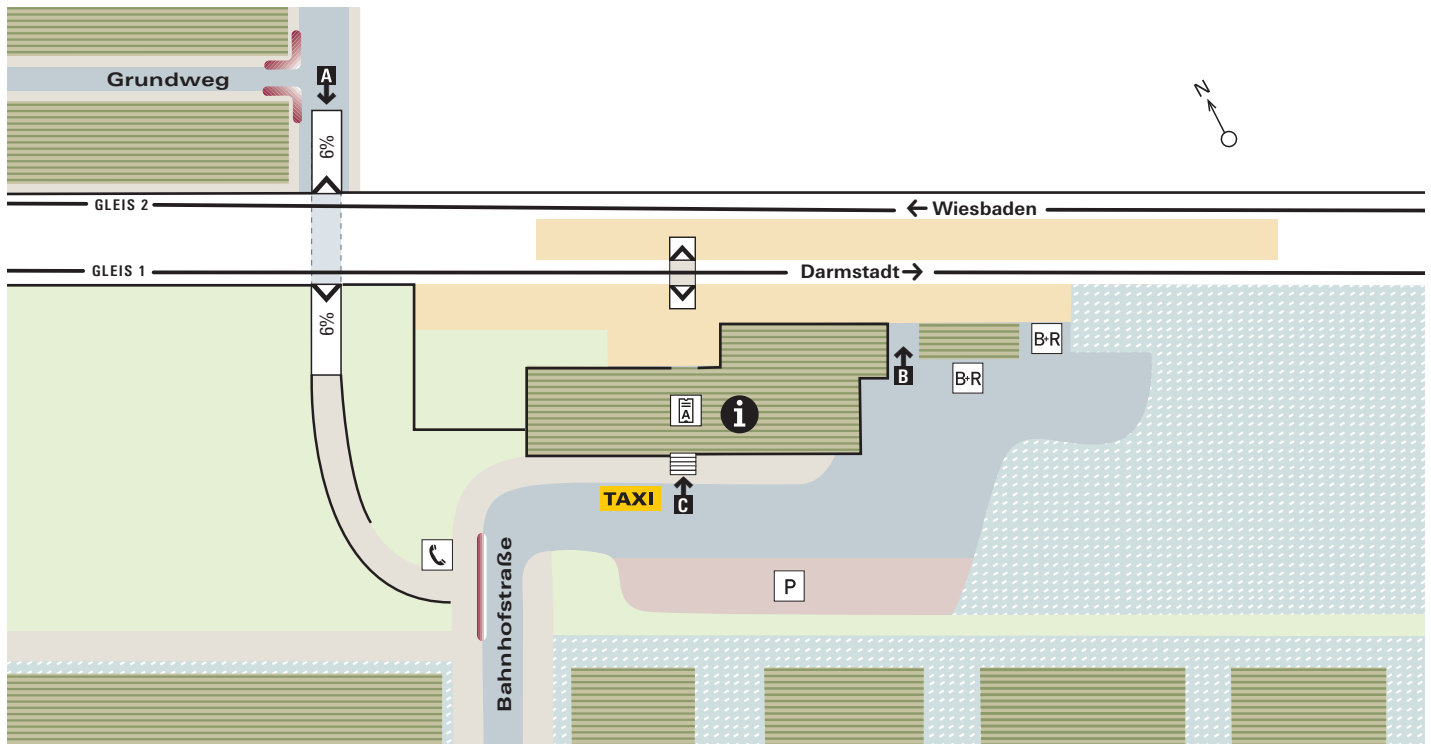 Grundweg
A
N
6%
GLEIS 2
Wiesbaden
GLEIS 1
Darmstadt
6%
B+R
B
B+R
A
i
TAXI
C
Bahnhofstraße
P